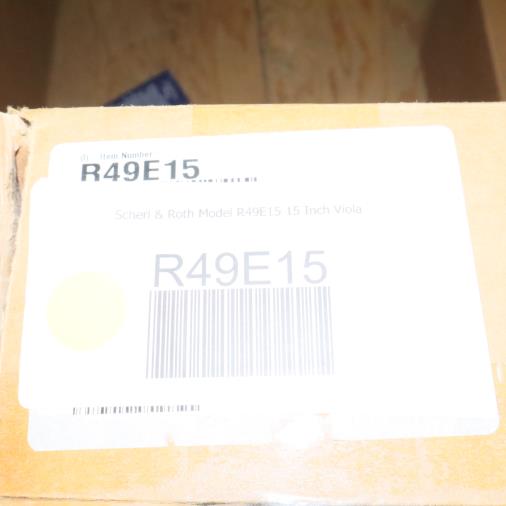 Item Number
R49E15
Scherl & Roth Model R49E15 15 Inch Viola
R49E15